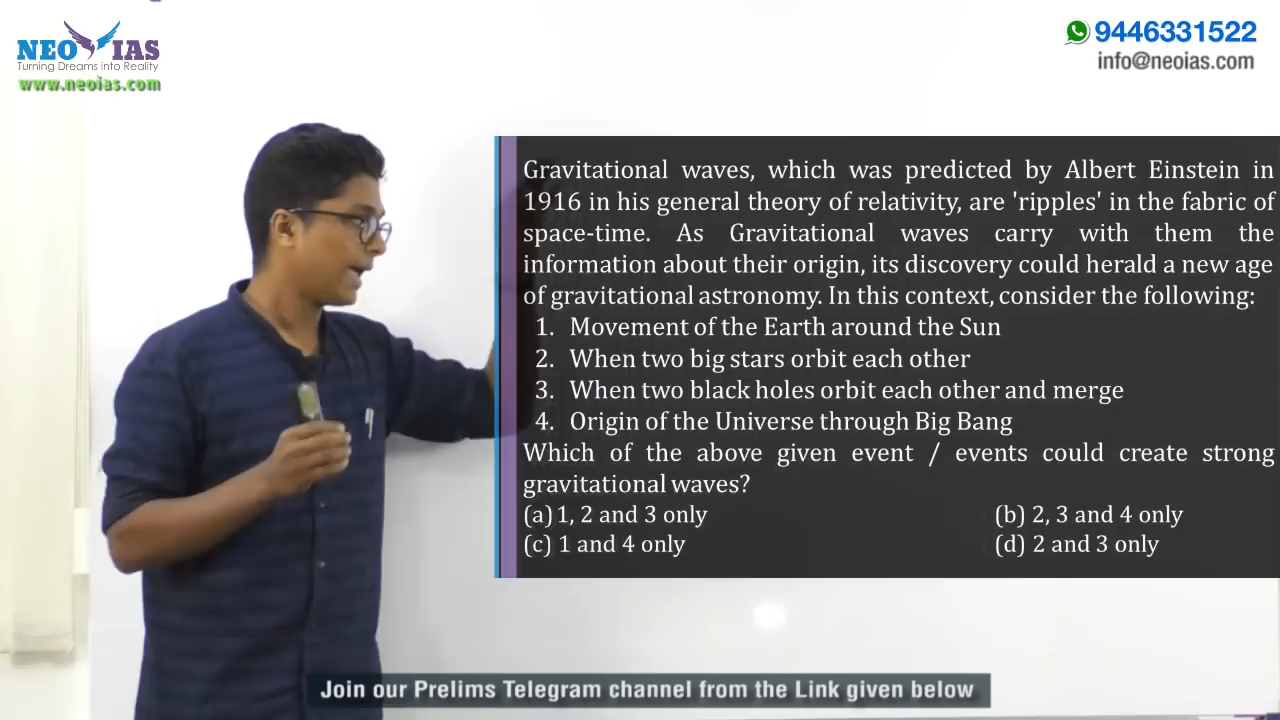 NEO IAS
Turning Dreams into Reality
www.neoias.com
9446331522
info@neoias.com
Gravitational waves, which was predicted by Albert Einstein in
1916 in his general theory of relativity, are 'ripples' in the fabric of
space-time. As Gravitational waves carry with them the
information about their origin, its discovery could herald a new age
of gravitational astronomy. In this context, consider the following:
1. Movement of the Earth around the Sun
2. When two big stars orbit each other
3. When two black holes orbit each other and merge
4. Origin of the Universe through Big Bang
Which of the above given event / events could create strong
gravitational waves?
(a) 1, 2 and 3 only (b) 2, 3 and 4 only
(c) 1 and 4 only (d) 2 and 3 only
Join our Prelims Telegram channel from the Link given below